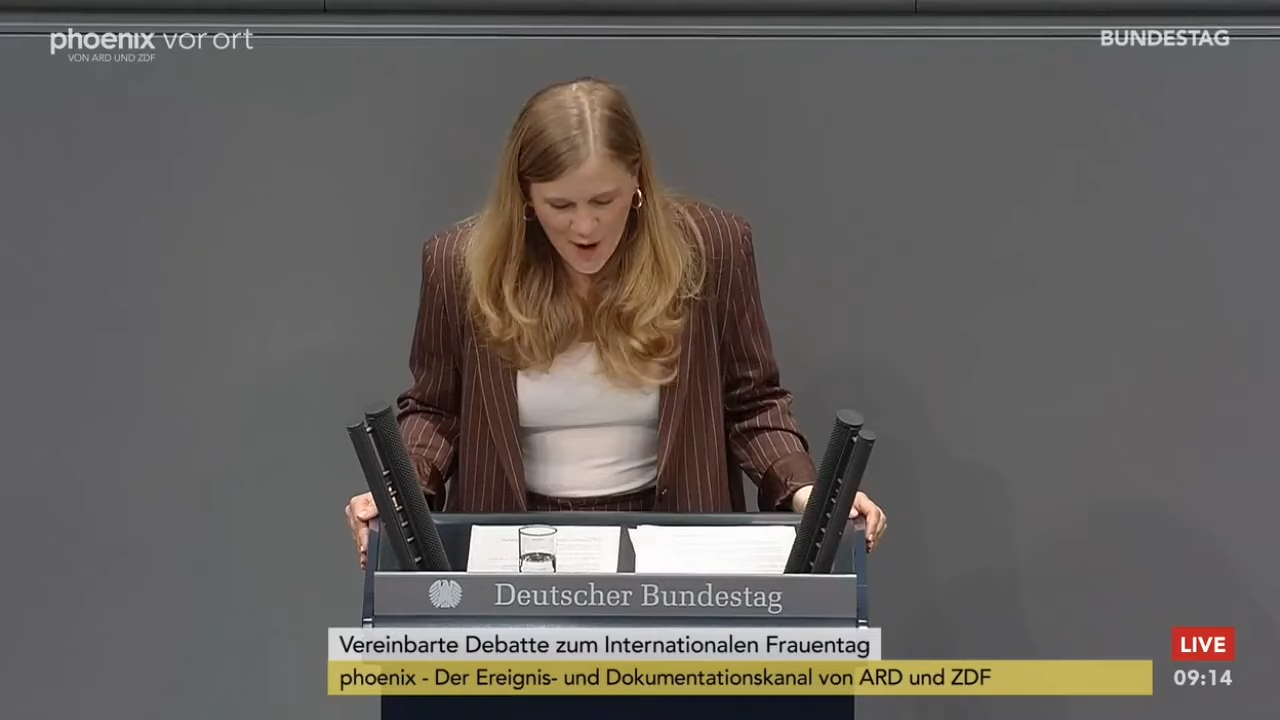 phoenix vor ort
VON ARD UND ZDF
BUNDESTAG
Deutscher Bundestag
Vereinbarte Debatte zum Internationalen Frauentag
phoenix - Der Ereignis- und Dokumentationskanal von ARD und ZDF
LIVE
09:14